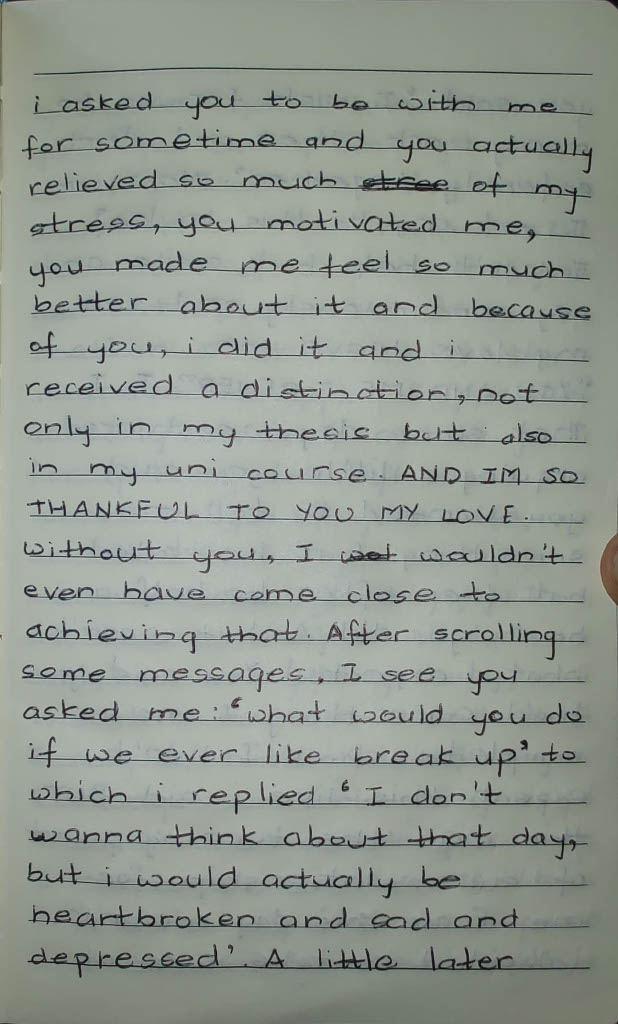 i asked you to be with me
for sometime and you actually
relieved so much stree of my
stress, you motivated me,
you made me feel so much
better about it and because
of you, i did it and i
received a distinction, not
only in my thesis but also
in my uni course. AND IM SO
THANKFUL TO YOU MY LOVE.
without you, I wot wouldn't
even have come close to
achieving that. After scrolling
some messages, I see you
asked me: 'what would you do
if we ever like break up' to
which i replied ' I don't
wanna think about that day,
but i would actually be
heartbroken and sad and
depressed'. A little later